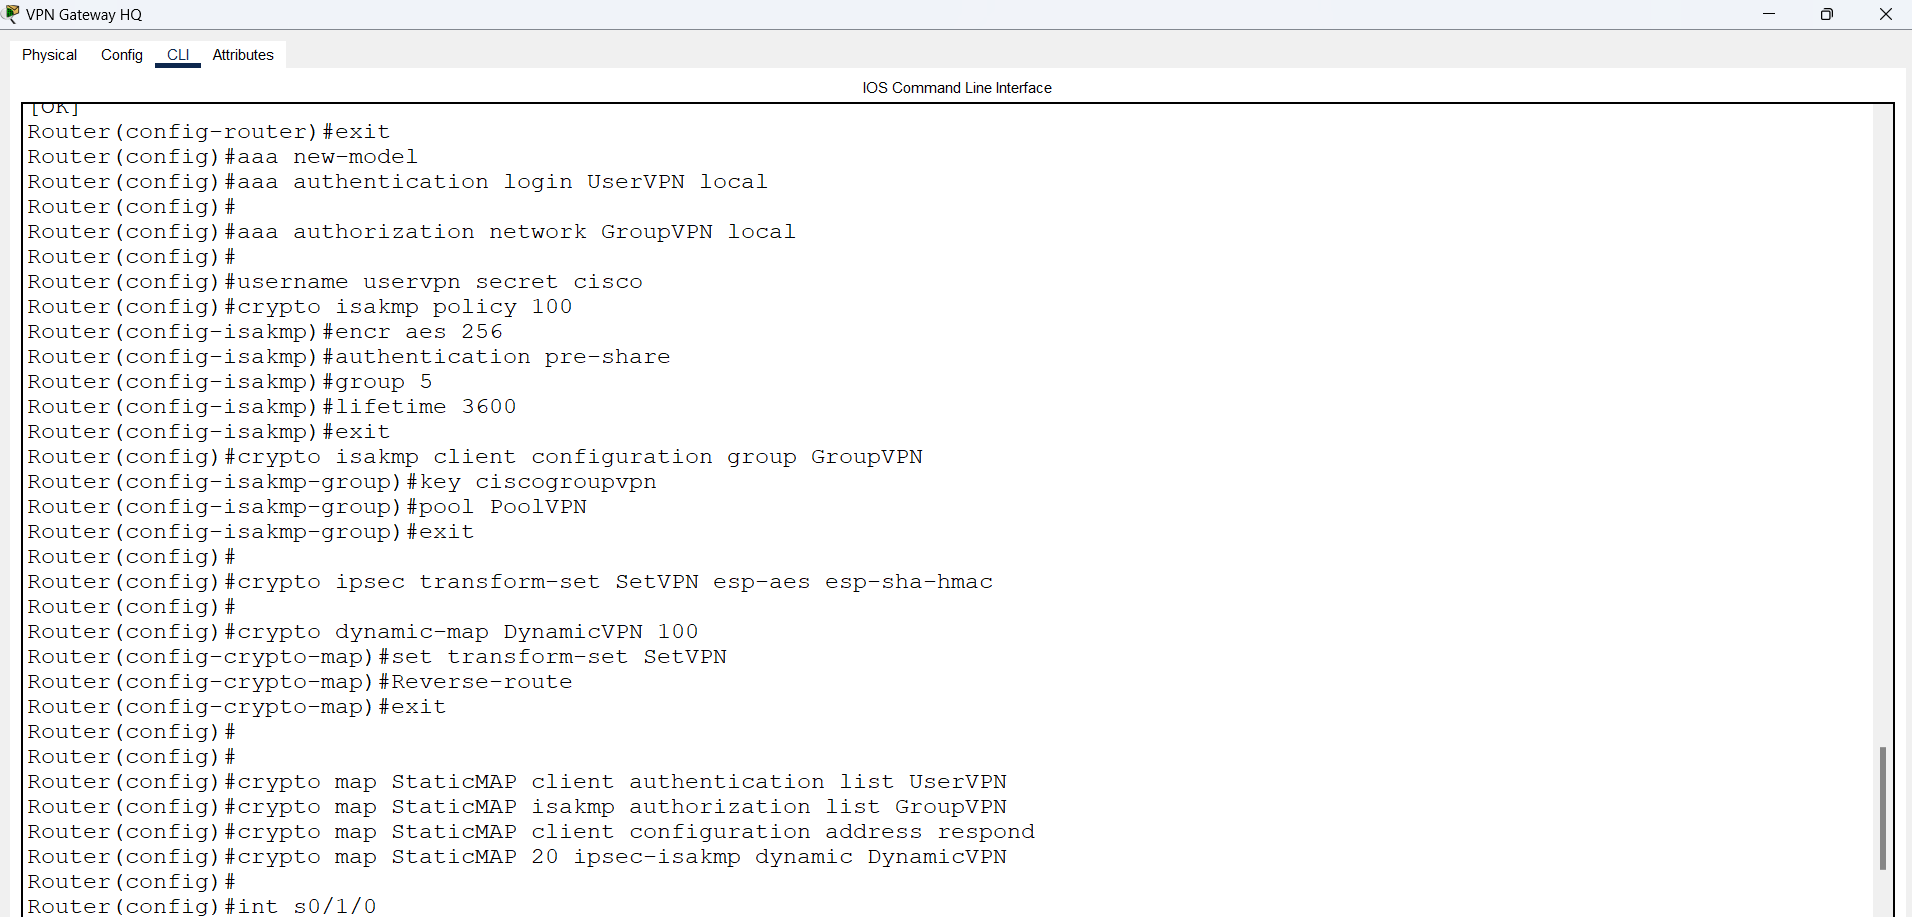 VPN Gateway HQ
Physical Config CLI Attributes
IOS Command Line Interface
[OK]
Router(config-router)#exit
Router(config)#aaa new-model
Router(config)#aaa authentication login UserVPN local
Router(config)#
Router(config)#aaa authorization network GroupVPN local
Router(config)#
Router(config)#username uservpn secret cisco
Router(config)#crypto isakmp policy 100
Router(config-isakmp)#encr aes 256
Router(config-isakmp)#authentication pre-share
Router(config-isakmp)#group 5
Router(config-isakmp)#lifetime 3600
Router(config-isakmp)#exit
Router(config)#crypto isakmp client configuration group GroupVPN
Router(config-isakmp-group)#key ciscogroupvpn
Router(config-isakmp-group)#pool PoolVPN
Router(config-isakmp-group)#exit
Router(config)#
Router(config)#crypto ipsec transform-set SetVPN esp-aes esp-sha-hmac
Router(config)#
Router(config)#crypto dynamic-map DynamicVPN 100
Router(config-crypto-map)#set transform-set SetVPN
Router(config-crypto-map)#Reverse-route
Router(config-crypto-map)#exit
Router(config)#
Router(config)#
Router(config)#crypto map StaticMAP client authentication list UserVPN
Router(config)#crypto map StaticMAP isakmp authorization list GroupVPN
Router(config)#crypto map StaticMAP client configuration address respond
Router(config)#crypto map StaticMAP 20 ipsec-isakmp dynamic DynamicVPN
Router(config)#
Router(config)#int s0/1/0